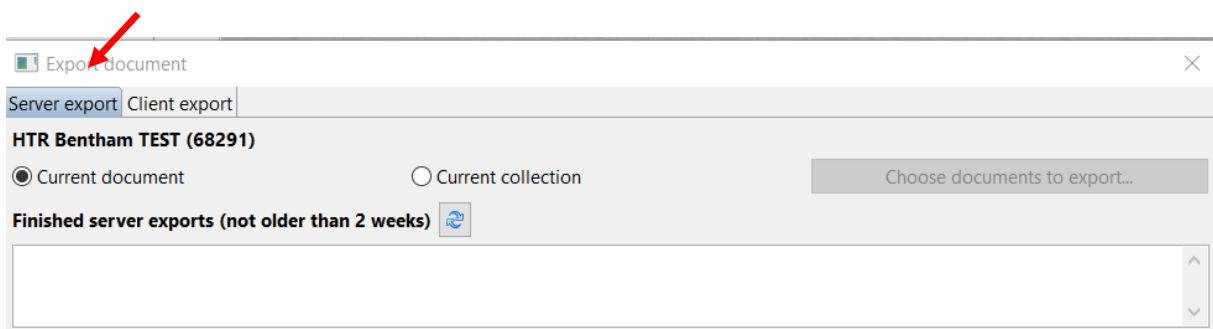 Export document
Server export Client export
HTR Bentham TEST (68291)
Current document Current collection Choose documents to export...
Finished server exports (not older than 2 weeks)